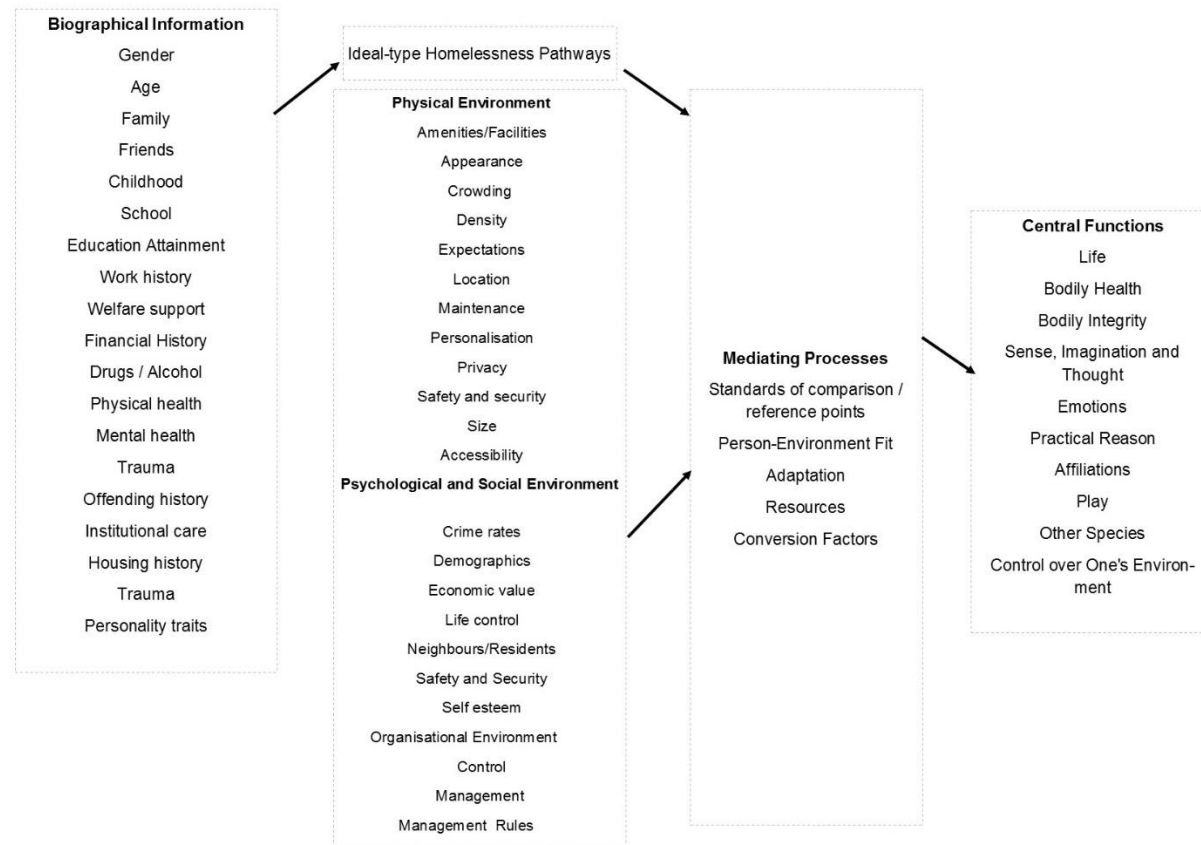 Biographical Information
Gender
Age
Family
Friends
Childhood
School
Education Attainment
Work history
Welfare support
Financial History
Drugs / Alcohol
Physical health
Mental health
Trauma
Offending history
Institutional care
Housing history
Trauma
Personality traits
Ideal-type Homelessness Pathways
Physical Environment
Amenities/Facilities
Appearance
Crowding
Density
Expectations
Location
Maintenance
Personalisation
Privacy
Safety and security
Size
Accessibility
Psychological and Social Environment
Crime rates
Demographics
Economic value
Life control
Neighbours/Residents
Safety and Security
Self esteem
Organisational Environment
Control
Management
Management Rules
Mediating Processes
Standards of comparison /
reference points
Person-Environment Fit
Adaptation
Resources
Conversion Factors
Central Functions
Life
Bodily Health
Bodily Integrity
Sense, Imagination and
Thought
Emotions
Practical Reason
Affiliations
Play
Other Species
Control over One's Environ-
ment